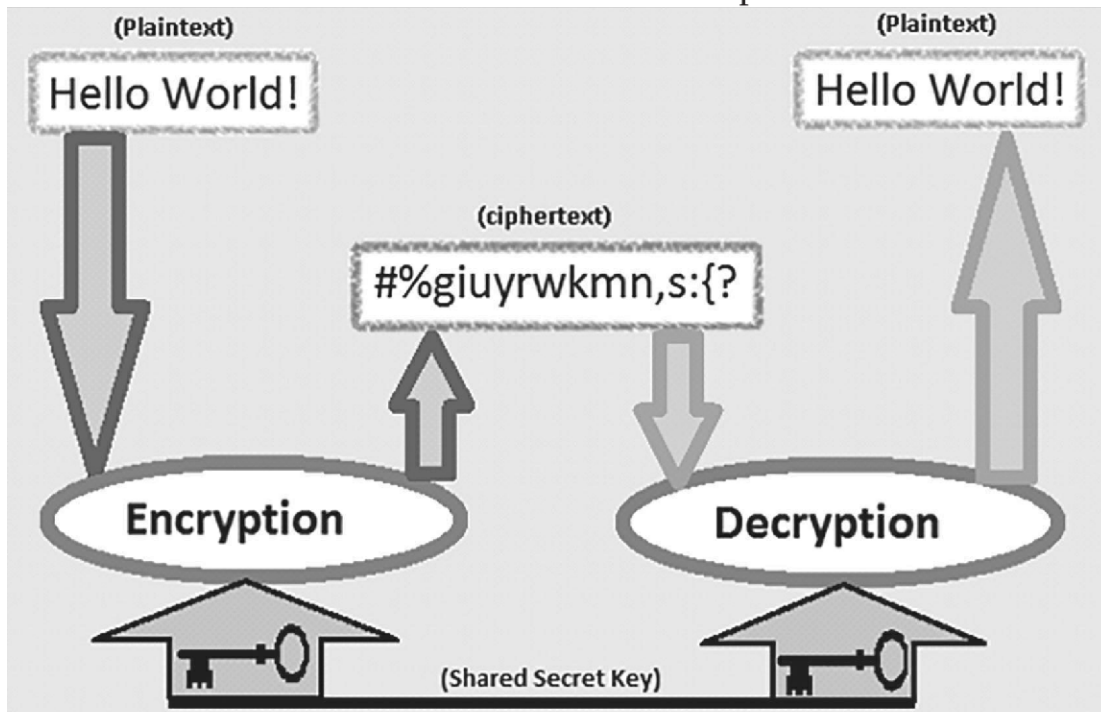 (Plaintext)
Hello World!
(Plaintext)
Hello World!
(ciphertext)
#%giuyrwkmn,s:{?
Encryption
Decryption
(Shared Secret Key)